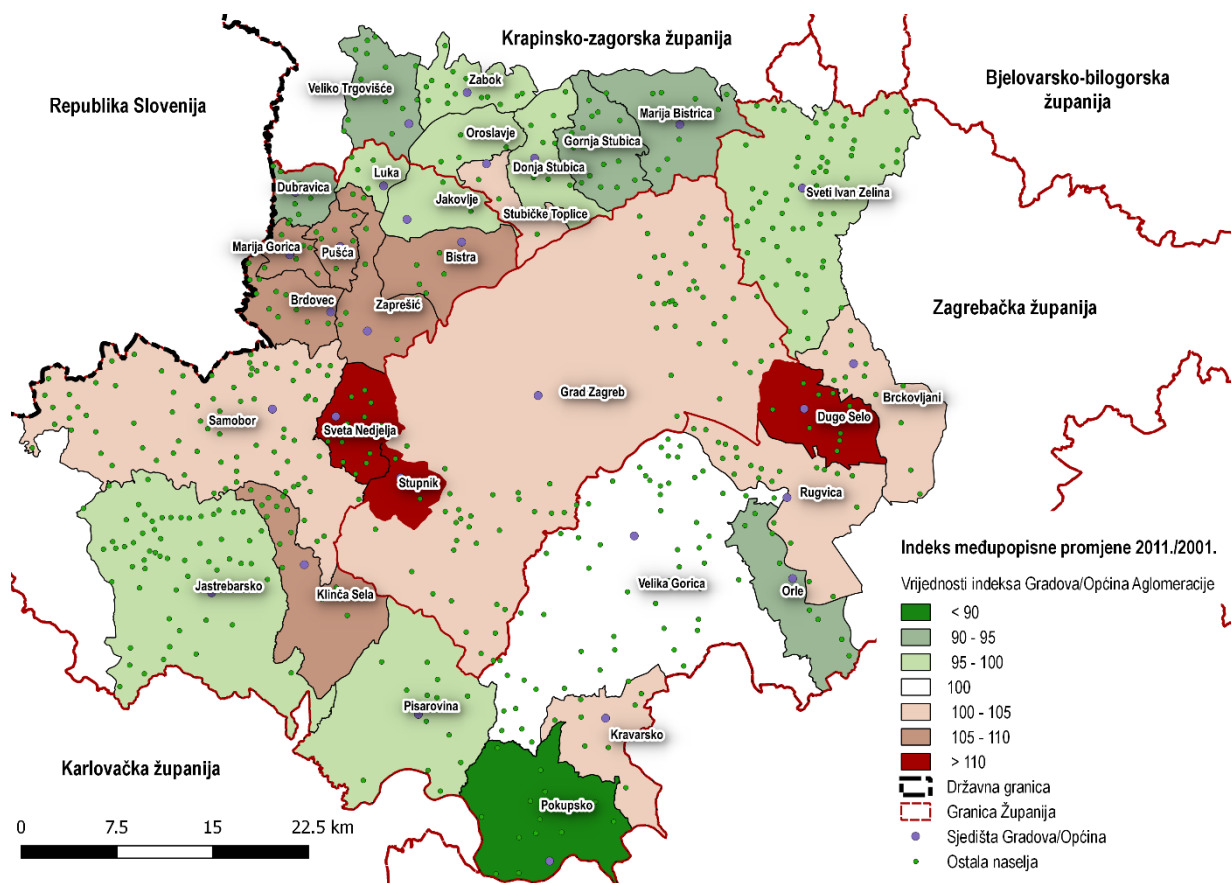 Krapinsko-zagorska županija
Bjelovarsko-bilogorska
županija
Republika Slovenija
Veliko Trgovišće
Zabok
Marija Bistrica
Oroslavje
Gornja Stubica
Donja Stubica
Luka
Dubravica
Sveti Ivan Zelina
Jakovlje
Stubičke Toplice
Marija Gorica
Pušća
Bistra
Brdovec
Zaprešić
Zagrebačka županija
Brckovljani
Grad Zagreb
Dugo Selo
Samobor
Sveta Nedjelja
Stupnik
Rugvica
Jastrebarsko
Klinča Sela
Velika Gorica
Orle
Pisarovina
Kravarsko
Karlovačka županija
Pokupsko
0 7.5 15 22.5 km
Indeks međupopisne promjene 2011./2001.
Vrijednosti indeksa Gradova/Općina Aglomeracije
< 90
90 - 95
95 - 100
100
100 - 105
105 - 110
> 110
Državna granica
Granica Županija
Sjedišta Gradova/Općina
Ostala naselja